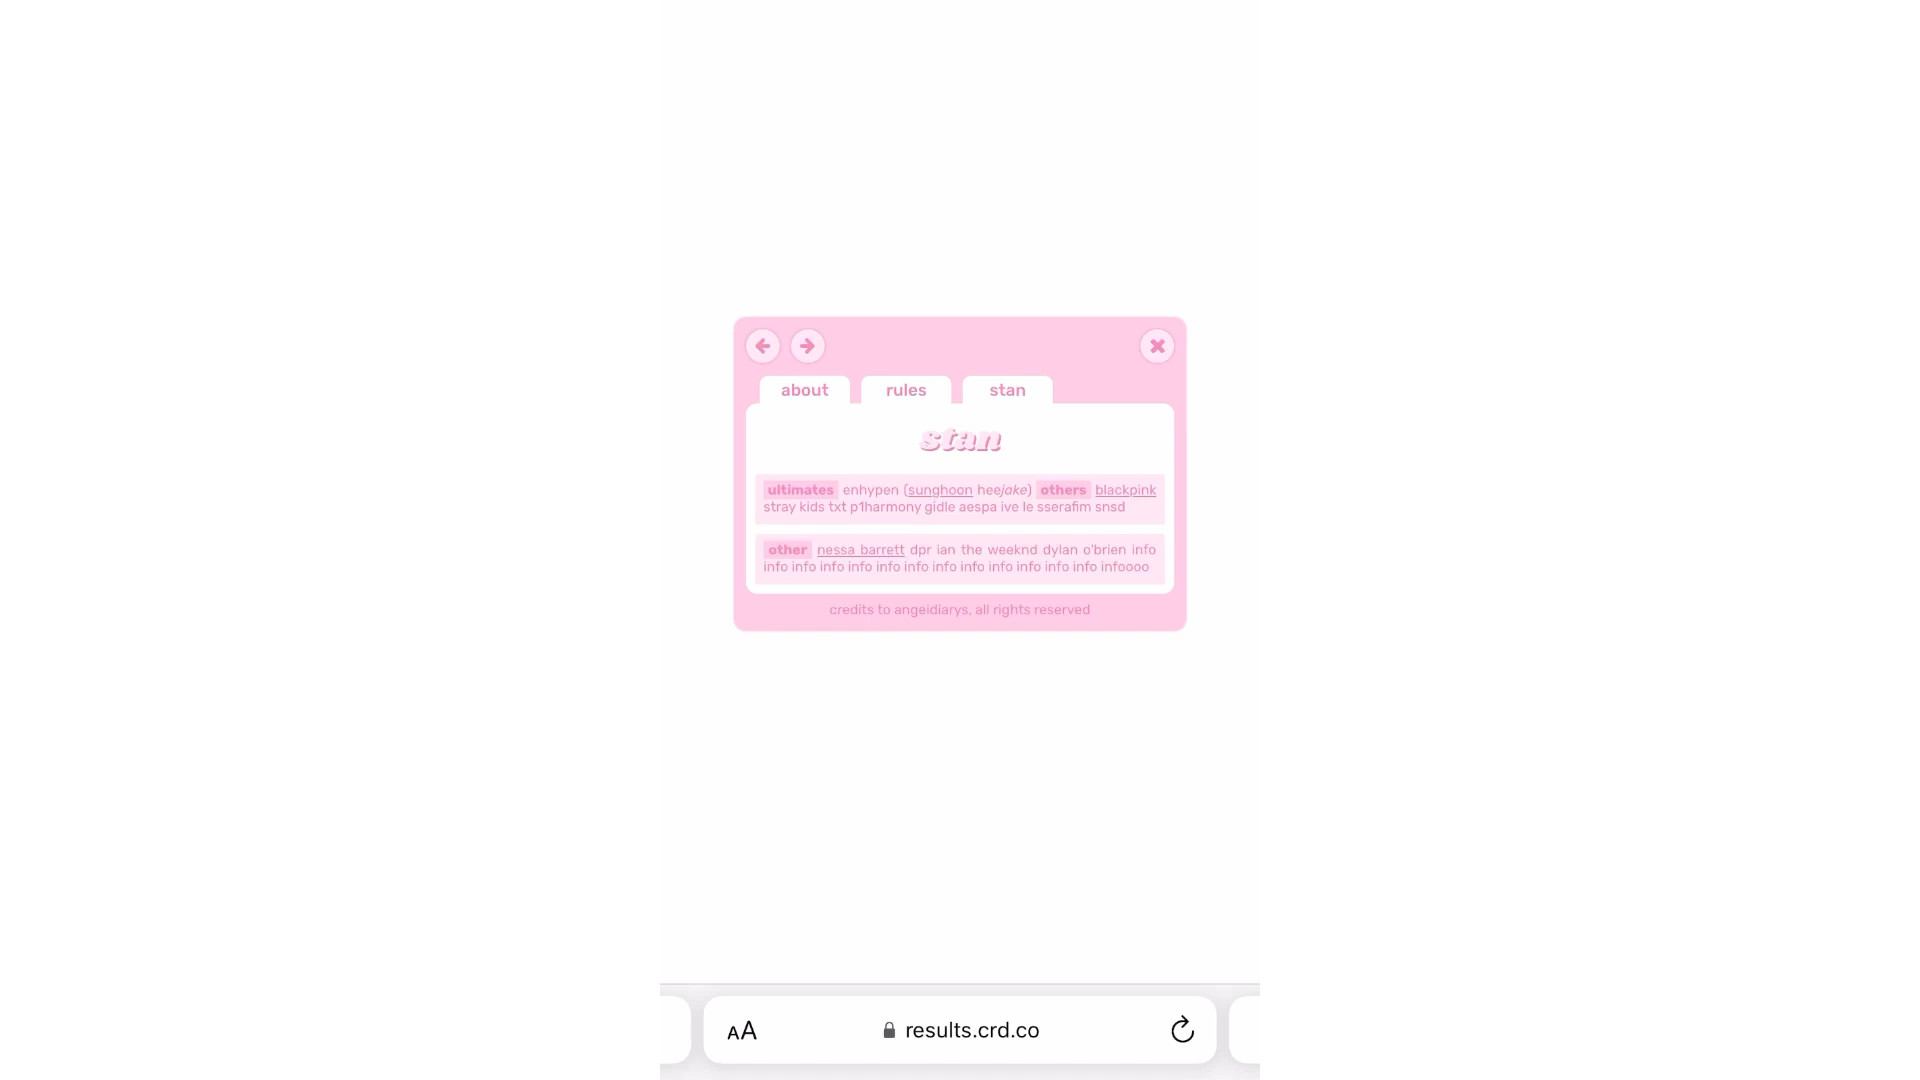 about rules stan
stan
ultimates enhypen (sunghoon heejake) others blackpink
stray kids txt p1harmony gidle aespa ive le sserafim snsd
other nessa barrett dpr ian the weeknd dylan o'brien info
info info info info info info info info info info info info infoooo
credits to angeidiarys, all rights reserved
AA results.crd.co